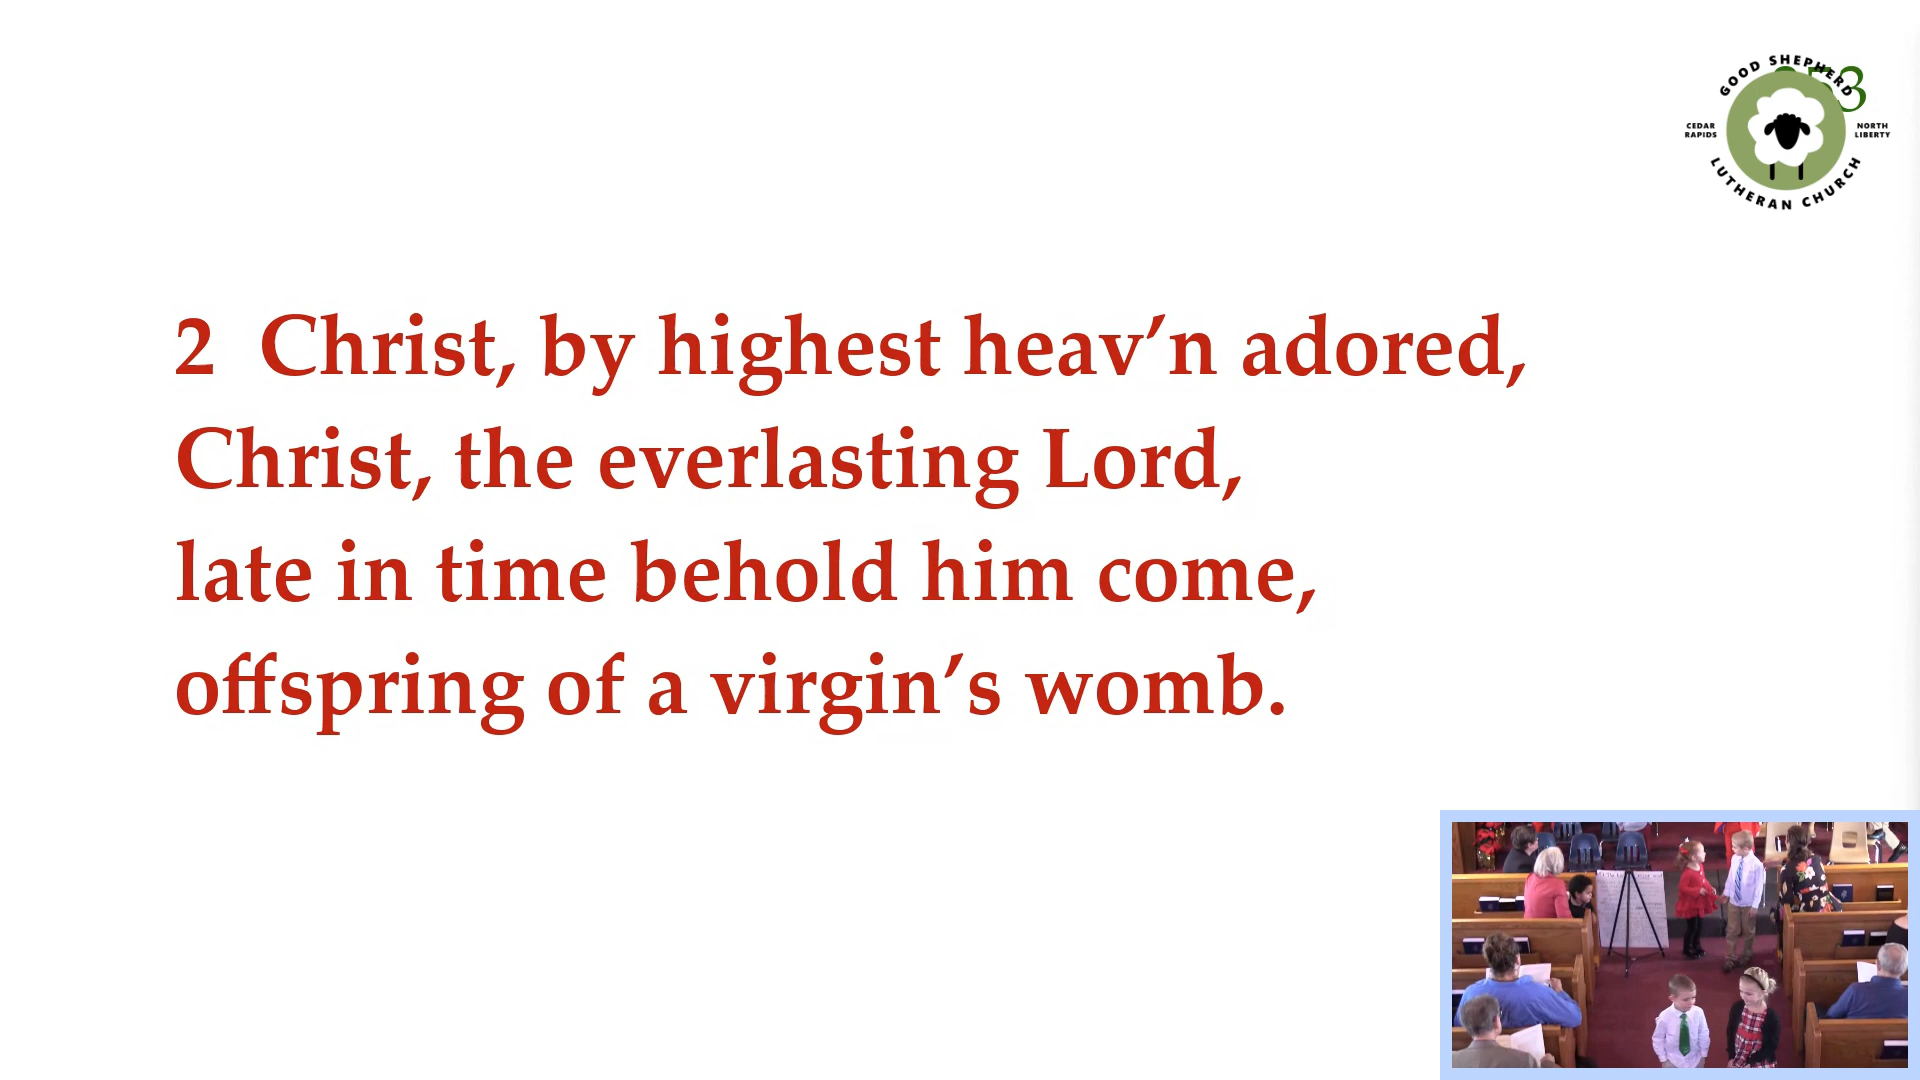 GOOD SHEPHERD
CEDAR RAPIDS
NORTH LIBERTY
LUTHERAN CHURCH
2 Christ, by highest heav’n adored,
Christ, the everlasting Lord,
late in time behold him come,
offspring of a virgin’s womb.